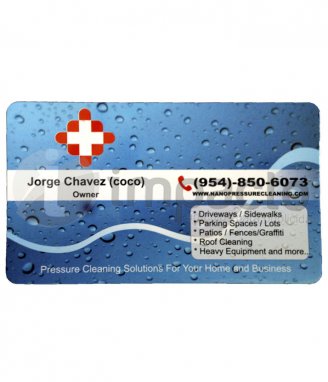 Jorge Chavez (coco)
Owner
(954)-850-6073
WWW.NANOPRESSURECLEANING.COM
* Driveways / Sidewalks
* Parking Spaces / Lots
* Patios / Fences/Graffiti
* Roof Cleaning
* Heavy Equipment and more..
Pressure Cleaning Solutions For Your Home and Business